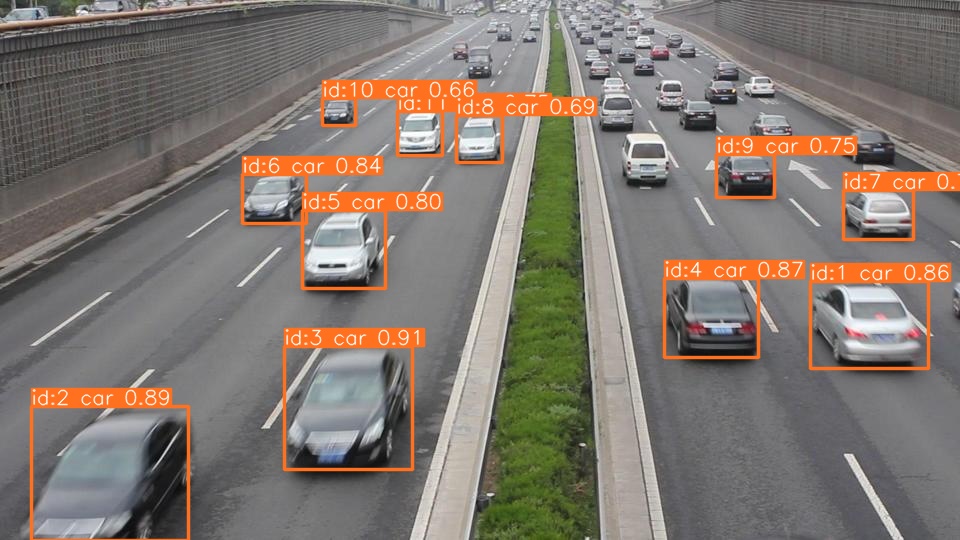 id:10 car 0.66
id:8 car 0.69
id:9 car 0.75
id:6 car 0.84
id:7 car
id:5 car 0.80
id:4 car 0.87
id:1 car 0.86
id:3 car 0.91
id:2 car 0.89